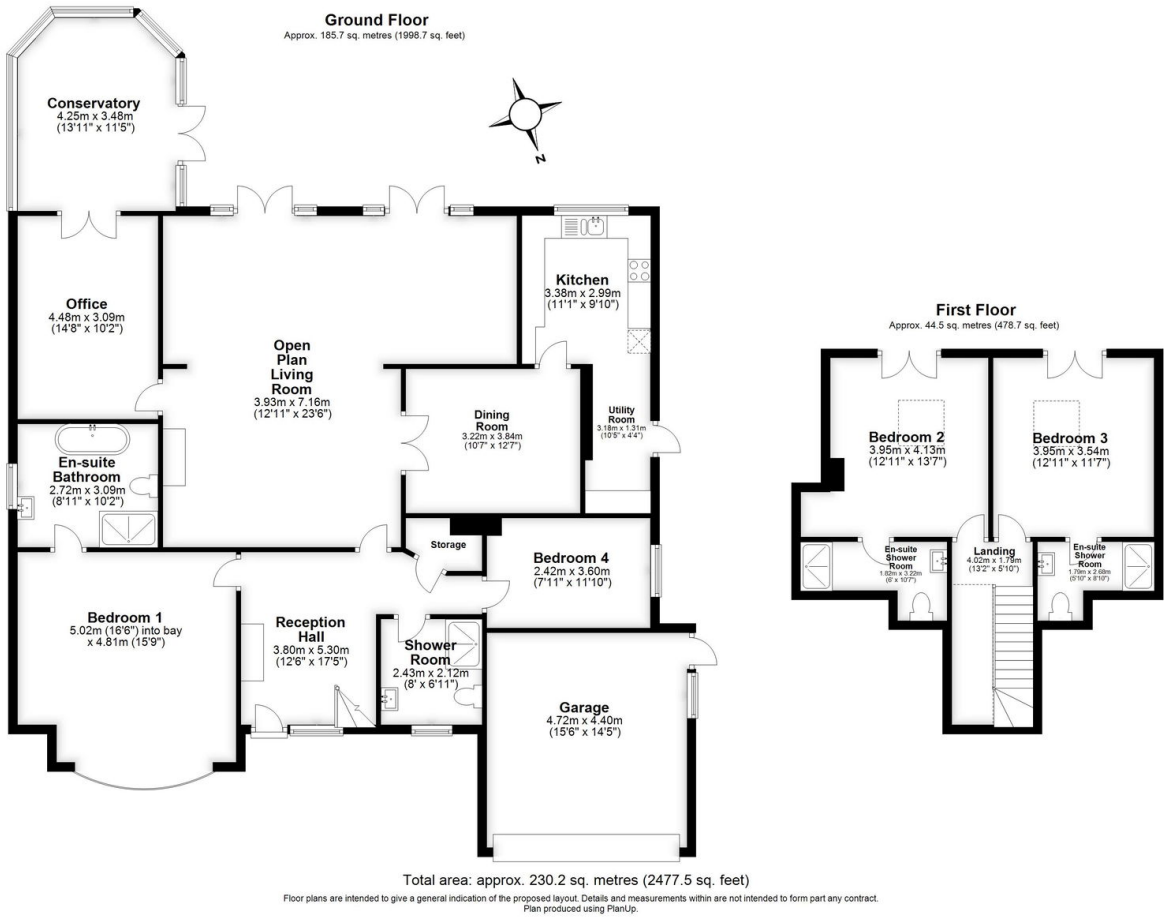 Ground Floor
Approx. 185.7 sq. metres (1998.7 sq. feet)
Conservatory
4.25m x 3.48m
(13'11" x 11'5")
N
Office
4.48m x 3.09m
(14'8" x 10'2")
Open
Plan
Living
Room
3.93m x 7.16m
(12'11" x 23'6")
Kitchen
3.38m x 2.99m
(11'1" x 9'10")
Dining
Room
3.22m x 3.84m
(10'7" x 12'7")
Utility
Room
3.18m x 1.31m
(10'5" x 4'4")
En-suite
Bathroom
2.72m x 3.09m
(8'11" x 10'2")
Storage
Bedroom 4
2.42m x 3.60m
(7'11" x 11'10")
Bedroom 1
5.02m (16'6") into bay
x 4.81m (15'9")
Reception
Hall
3.80m x 5.30m
(12'6" x 17'5")
Shower
Room
2.43m x 2.12m
(8' x 6'11")
Garage
4.72m x 4.40m
(15'6" x 14'5")
First Floor
Approx. 44.5 sq. metres (478.7 sq. feet)
Bedroom 2
3.95m x 4.13m
(12'11" x 13'7")
Bedroom 3
3.95m x 3.54m
(12'11" x 11'7")
En-suite
Shower
Room
1.82m x 3.22m
(6' x 10'7")
Landing
4.02m x 1.79m
(13'2" x 5'10")
En-suite
Shower
Room
1.79m x 2.68m
(5'10" x 8'10")
Total area: approx. 230.2 sq. metres (2477.5 sq. feet)
Floor plans are intended to give a general indication of the proposed layout. Details and measurements within are not intended to form part any contract.
Plan produced using PlanUp.